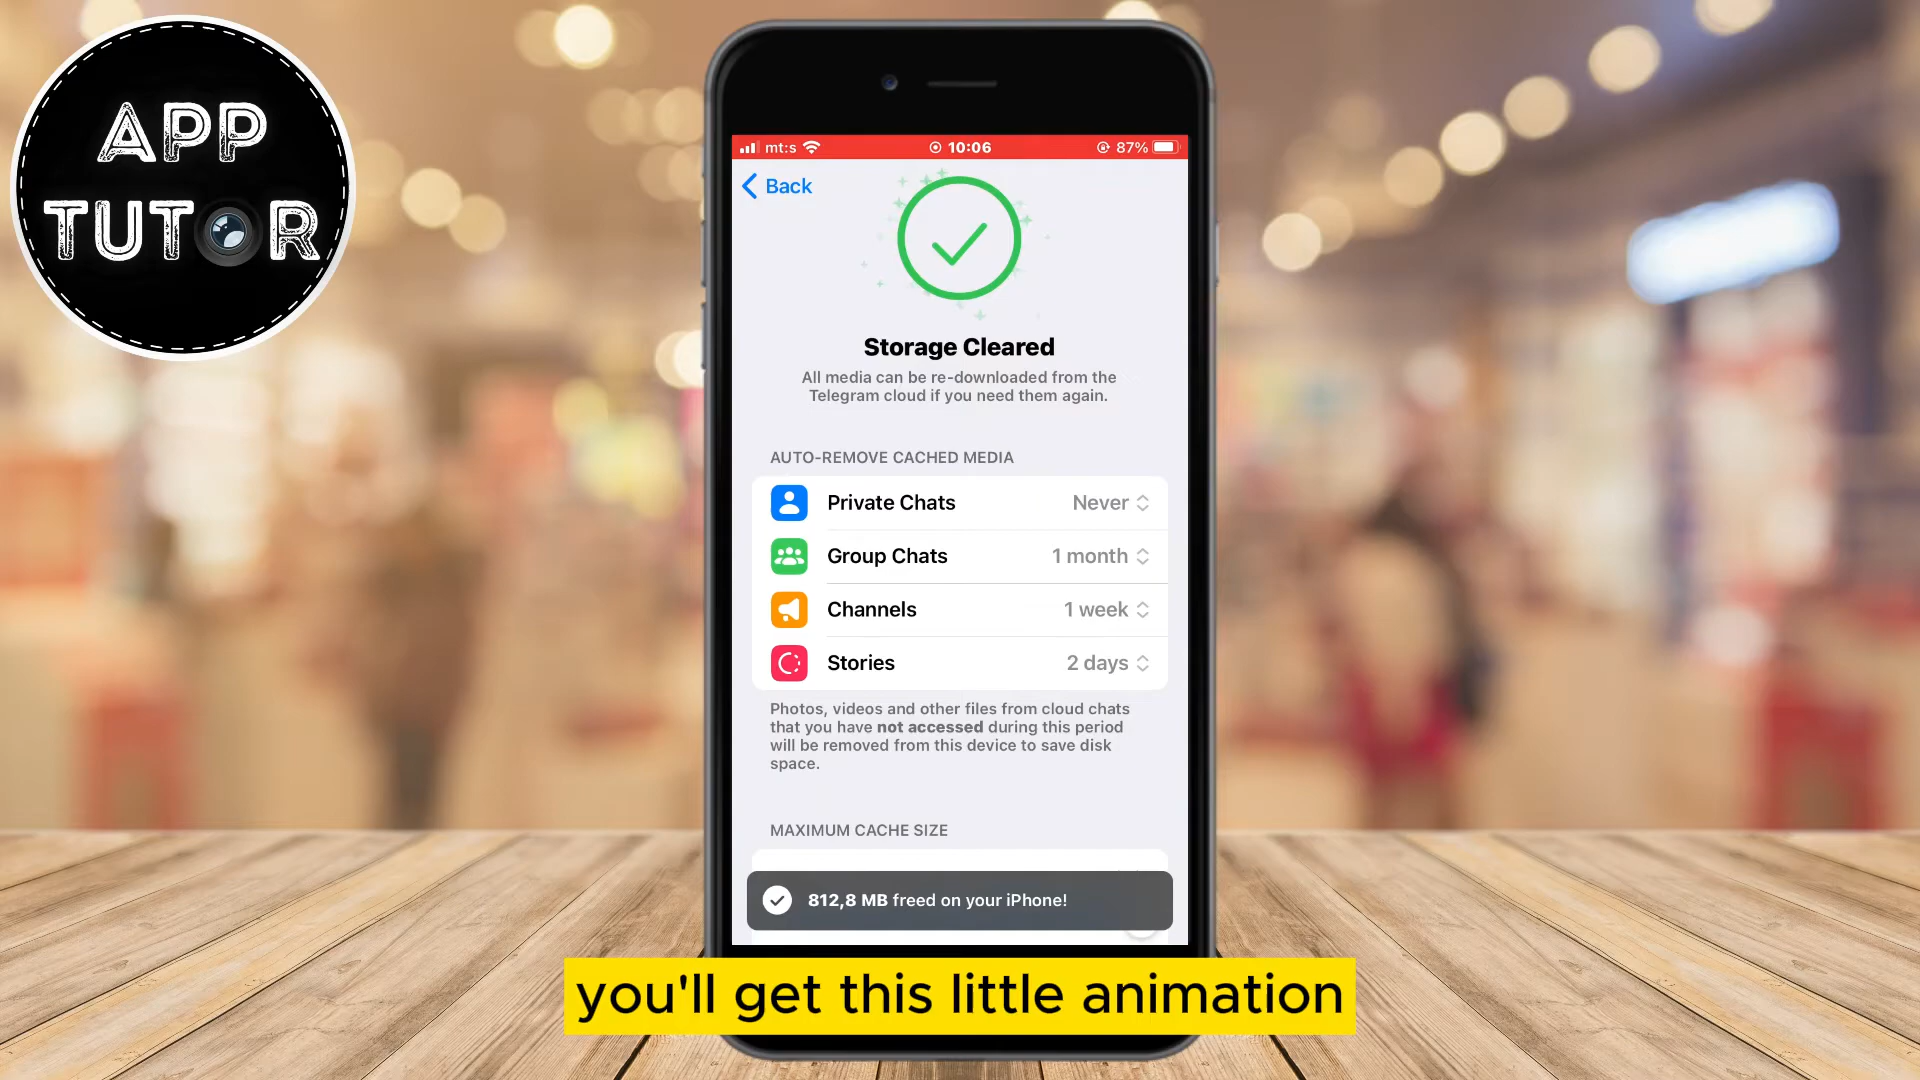 APP
TUTOR
mt:s
10:06
87%
Back
Storage Cleared
All media can be re-downloaded from the
Telegram cloud if you need them again.
AUTO-REMOVE CACHED MEDIA
Private Chats
Never
Group Chats
1 month
Channels
1 week
Stories
2 days
Photos, videos and other files from cloud chats
that you have not accessed during this period
will be removed from this device to save disk
space.
MAXIMUM CACHE SIZE
812,8 MB freed on your iPhone!
you'll get this little animation